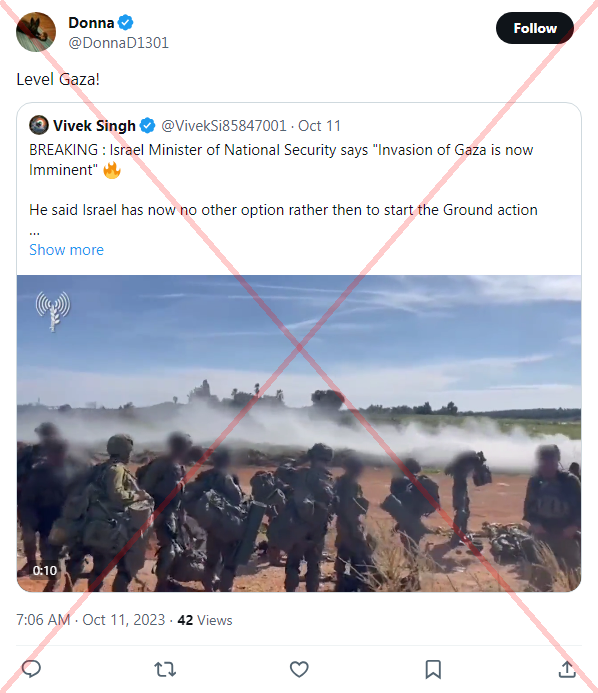 Donna
@DonnaD1301
Follow
Level Gaza!
Vivek Singh @VivekSi85847001 · Oct 11
BREAKING : Israel Minister of National Security says "Invasion of Gaza is now
Imminent" 🔥
He said Israel has now no other option rather then to start the Ground action
...
Show more
0:10
7:06 AM · Oct 11, 2023 · 42 Views